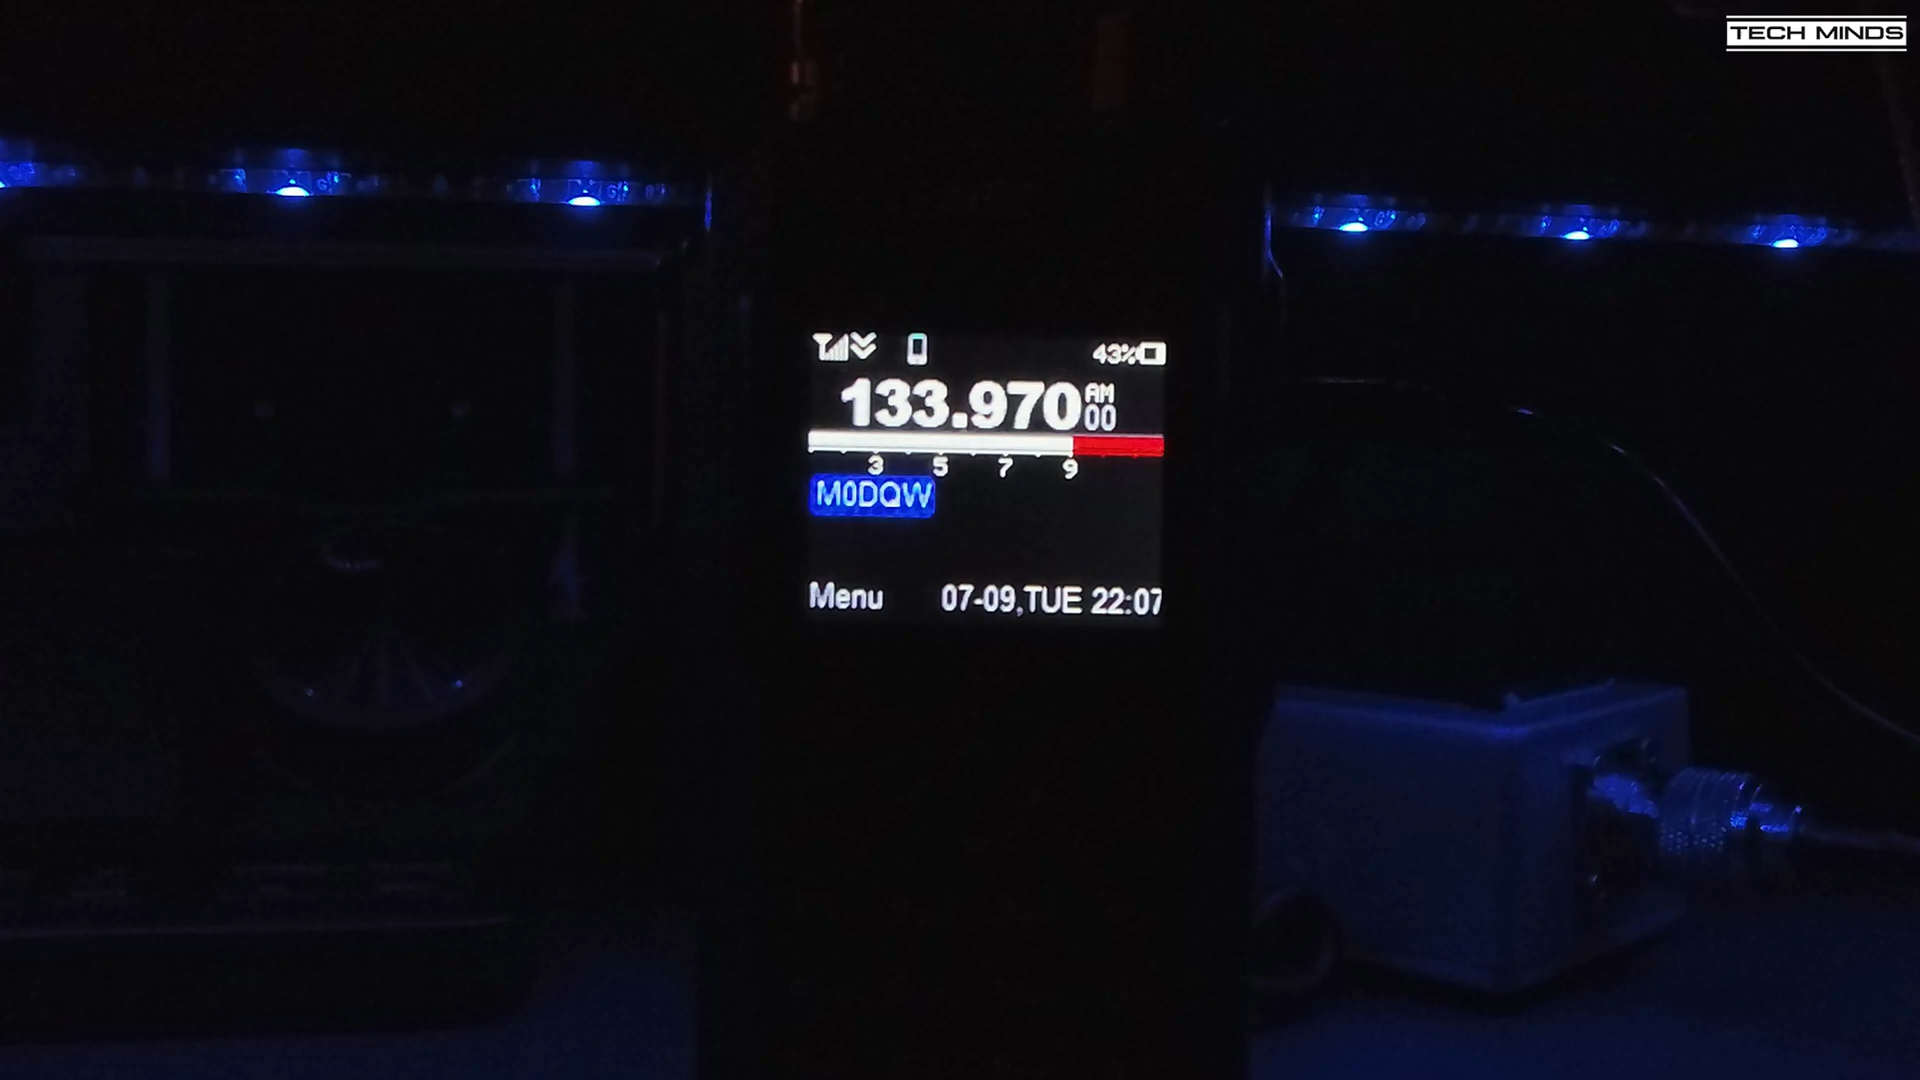 TECH MINDS
43%
133.970 AM
00
3 5 7 9
M0DQW
Menu 07-09,TUE 22:07